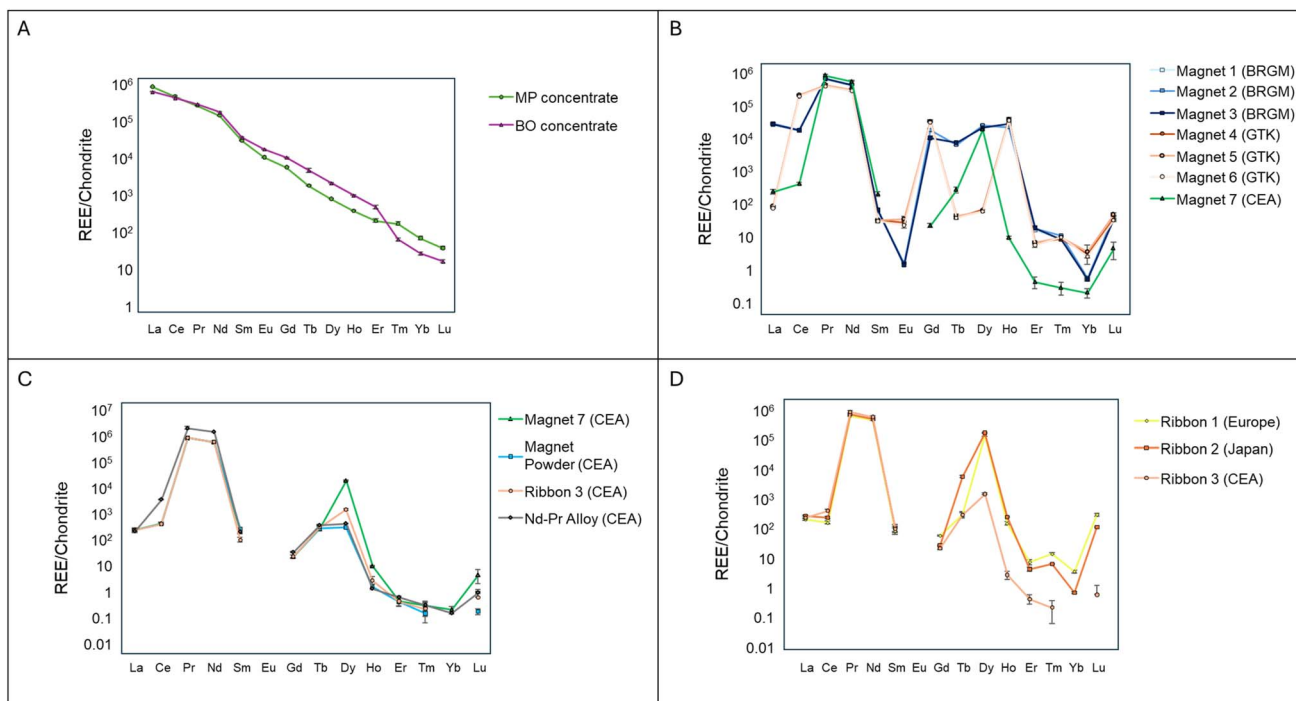 A
REE/Chondrite
10⁶
10⁵
10⁴
10³
10²
10
1
La Ce Pr Nd Sm Eu Gd Tb Dy Ho Er Tm Yb Lu
MP concentrate
BO concentrate
B
REE/Chondrite
10⁶
10⁵
10⁴
10³
10²
10
1
0.1
La Ce Pr Nd Sm Eu Gd Tb Dy Ho Er Tm Yb Lu
Magnet 1 (BRGM)
Magnet 2 (BRGM)
Magnet 3 (BRGM)
Magnet 4 (GTK)
Magnet 5 (GTK)
Magnet 6 (GTK)
Magnet 7 (CEA)
C
REE/Chondrite
10⁷
10⁶
10⁵
10⁴
10³
10²
10
1
0.1
0.01
La Ce Pr Nd Sm Eu Gd Tb Dy Ho Er Tm Yb Lu
Magnet 7 (CEA)
Magnet
Powder (CEA)
Ribbon 3 (CEA)
Nd-Pr Alloy (CEA)
D
REE/Chondrite
10⁶
10⁵
10⁴
10³
10²
10
1
0.1
0.01
La Ce Pr Nd Sm Eu Gd Tb Dy Ho Er Tm Yb Lu
Ribbon 1 (Europe)
Ribbon 2 (Japan)
Ribbon 3 (CEA)